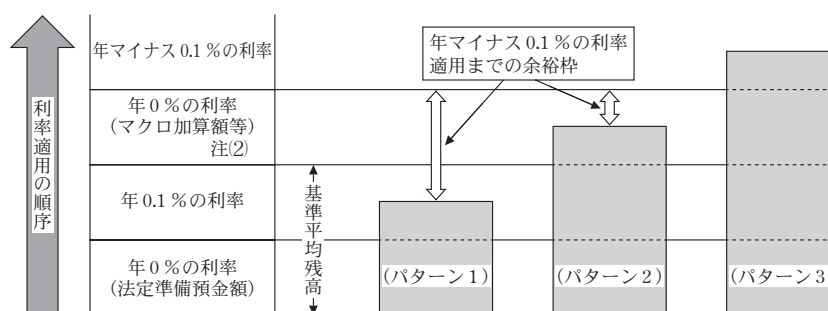 利率適用の順序
年マイナス 0.1 %の利率
年 0 %の利率
(マクロ加算額等)
注⑵
年 0.1 %の利率
年 0 %の利率
(法定準備預金額)
基準平均残高
年マイナス 0.1 %の利率
適用までの余裕枠
(パターン 1)
(パターン 2)
(パターン 3